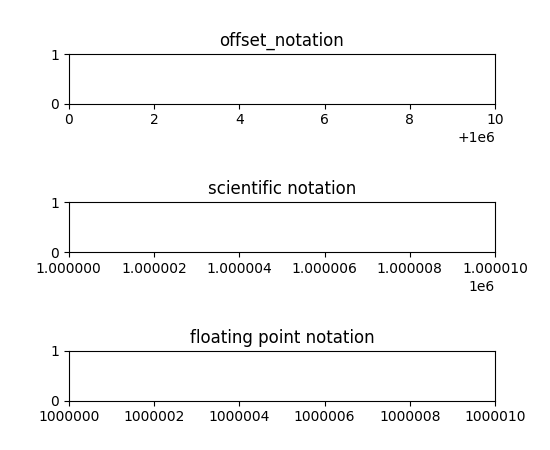 offset_notation
1
0
0 2 4 6 8 10
+1e6
scientific notation
1
0
1.000000 1.000002 1.000004 1.000006 1.000008 1.000010
1e6
floating point notation
1
0
1000000 1000002 1000004 1000006 1000008 1000010